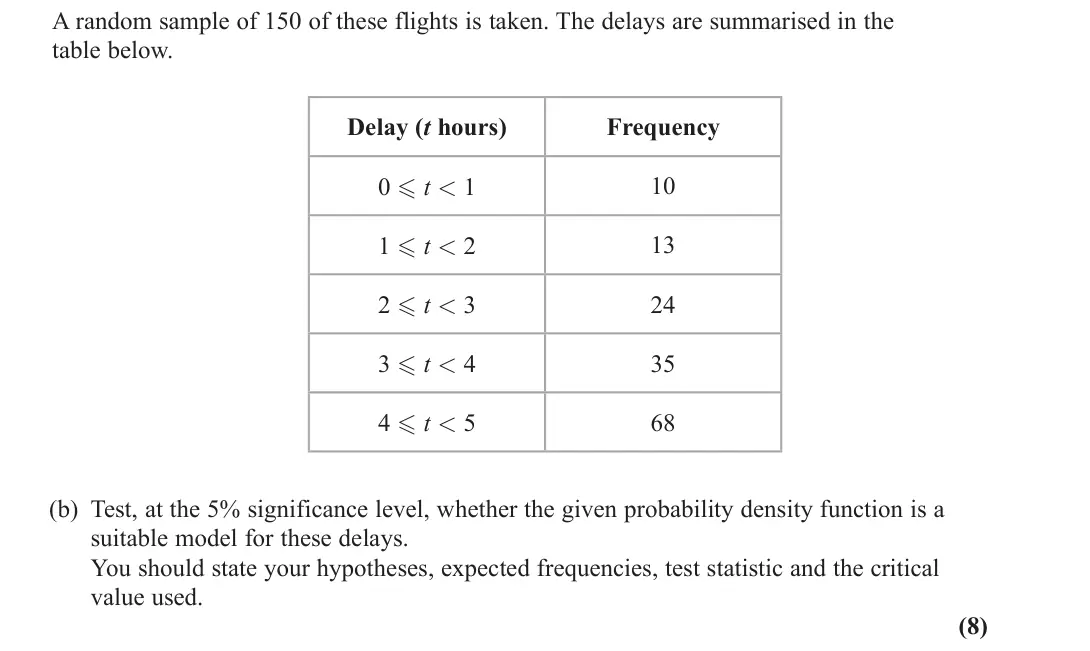 A random sample of 150 of these flights is taken. The delays are summarised in the
table below.
Delay (t hours) Frequency
0 ⩽ t < 1 10
1 ⩽ t < 2 13
2 ⩽ t < 3 24
3 ⩽ t < 4 35
4 ⩽ t < 5 68
(b) Test, at the 5% significance level, whether the given probability density function is a
suitable model for these delays.
You should state your hypotheses, expected frequencies, test statistic and the critical
value used.
(8)